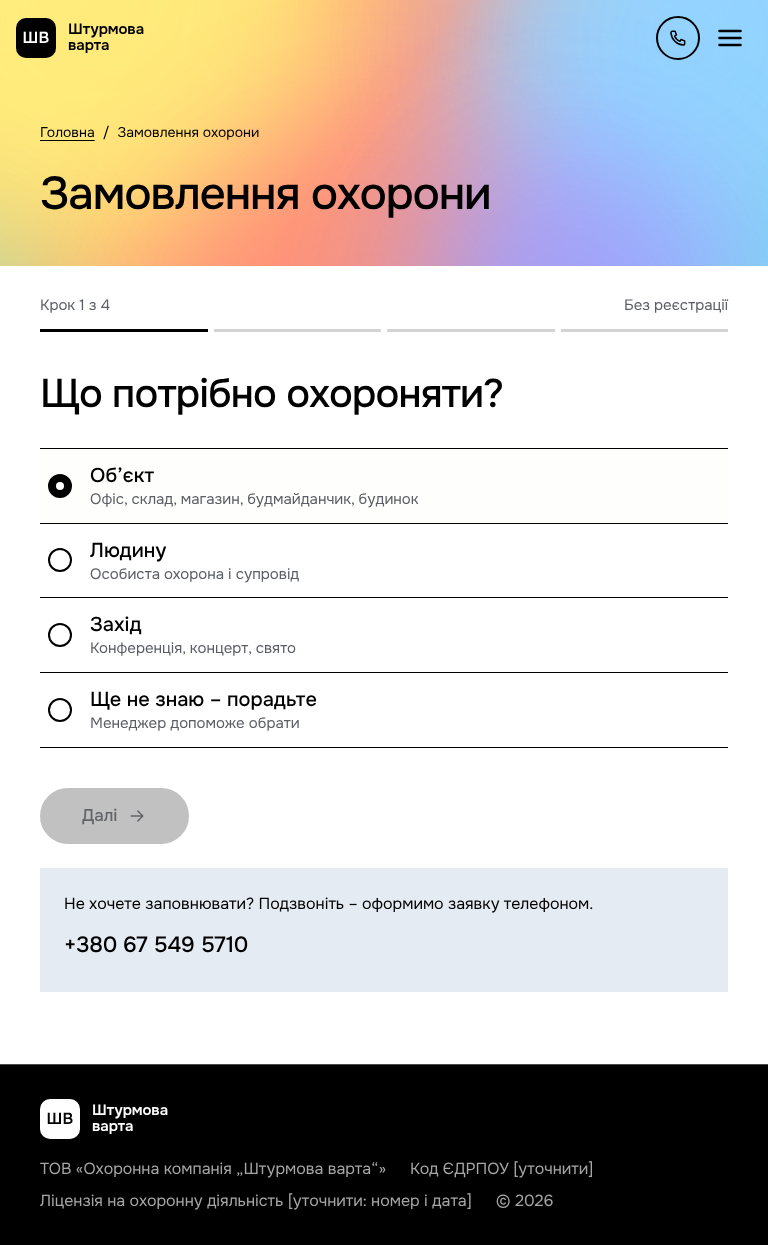 ШВ
Штурмова
варта
Головна / Замовлення охорони
Замовлення охорони
Крок 1 з 4
Без реєстрації
Що потрібно охороняти?
Об’єкт
Офіс, склад, магазин, будмайданчик, будинок
Людину
Особиста охорона і супровід
Захід
Конференція, концерт, свято
Ще не знаю – порадьте
Менеджер допоможе обрати
Далі →
Не хочете заповнювати? Подзвоніть – оформимо заявку телефоном.
+380 67 549 5710
ШВ
Штурмова
варта
ТОВ «Охоронна компанія „Штурмова варта“» Код ЄДРПОУ [уточнити]
Ліцензія на охоронну діяльність [уточнити: номер і дата] © 2026